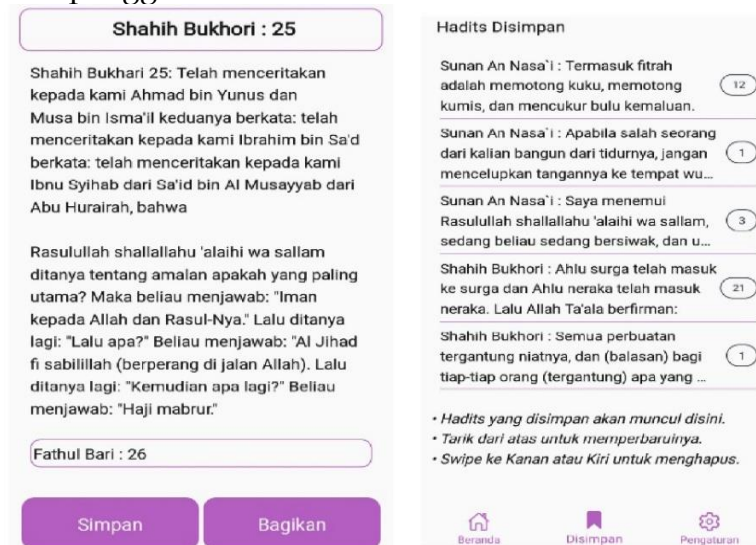 Shahih Bukhori : 25
Shahih Bukhari 25: Telah menceritakan
kepada kami Ahmad bin Yunus dan
Musa bin Isma'il keduanya berkata: telah
menceritakan kepada kami Ibrahim bin Sa'd
berkata: telah menceritakan kepada kami
Ibnu Syihab dari Sa'id bin Al Musayyab dari
Abu Hurairah, bahwa
Rasulullah shallallahu 'alaihi wa sallam
ditanya tentang amalan apakah yang paling
utama? Maka beliau menjawab: "Iman
kepada Allah dan Rasul-Nya." Lalu ditanya
lagi: "Lalu apa?" Beliau menjawab: "Al Jihad
fi sabilillah (berperang di jalan Allah). Lalu
ditanya lagi: "Kemudian apa lagi?" Beliau
menjawab: "Haji mabrur."
Fathul Bari : 26
Simpan
Bagikan
Hadits Disimpan
Sunan An Nasa`i : Termasuk fitrah
adalah memotong kuku, memotong
kumis, dan mencukur bulu kemaluan.
12
Sunan An Nasa`i : Apabila salah seorang
dari kalian bangun dari tidurnya, jangan
mencelupkan tangannya ke tempat wu...
1
Sunan An Nasa`i : Saya menemui
Rasulullah shallallahu 'alaihi wa sallam,
sedang beliau sedang bersiwak, dan u...
3
Shahih Bukhori : Ahlu surga telah masuk
ke surga dan Ahlu neraka telah masuk
neraka. Lalu Allah Ta'ala berfirman:
21
Shahih Bukhori : Semua perbuatan
tergantung niatnya, dan (balasan) bagi
tiap-tiap orang (tergantung) apa yang ...
1
• Hadits yang disimpan akan muncul disini.
• Tarik dari atas untuk memperbaruinya.
• Swipe ke Kanan atau Kiri untuk menghapus.
Beranda
Disimpan
Pengaturan